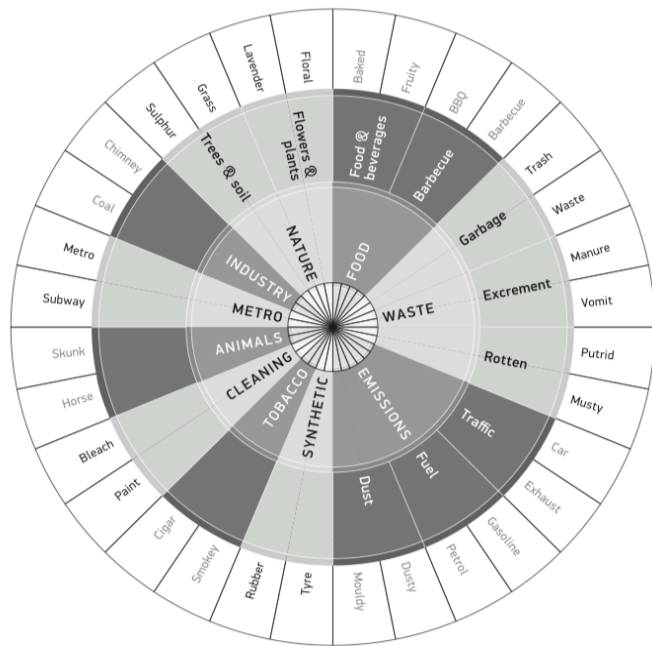 Baked
Fruity
BBQ
Barbecue
Trash
Waste
Manure
Vomit
Putrid
Musty
Car
Exhaust
Gasoline
Petrol
Dusty
Mouldy
Tyre
Rubber
Smokey
Cigar
Paint
Bleach
Horse
Skunk
Subway
Metro
Coal
Chimney
Sulphur
Grass
Lavender
Floral
Food &
beverages
Barbecue
Garbage
Excrement
Rotten
Traffic
Fuel
Dust
Trees & soil
Flowers &
plants
FOOD
WASTE
EMISSIONS
SYNTHETIC
TOBACCO
CLEANING
ANIMALS
METRO
INDUSTRY
NATURE